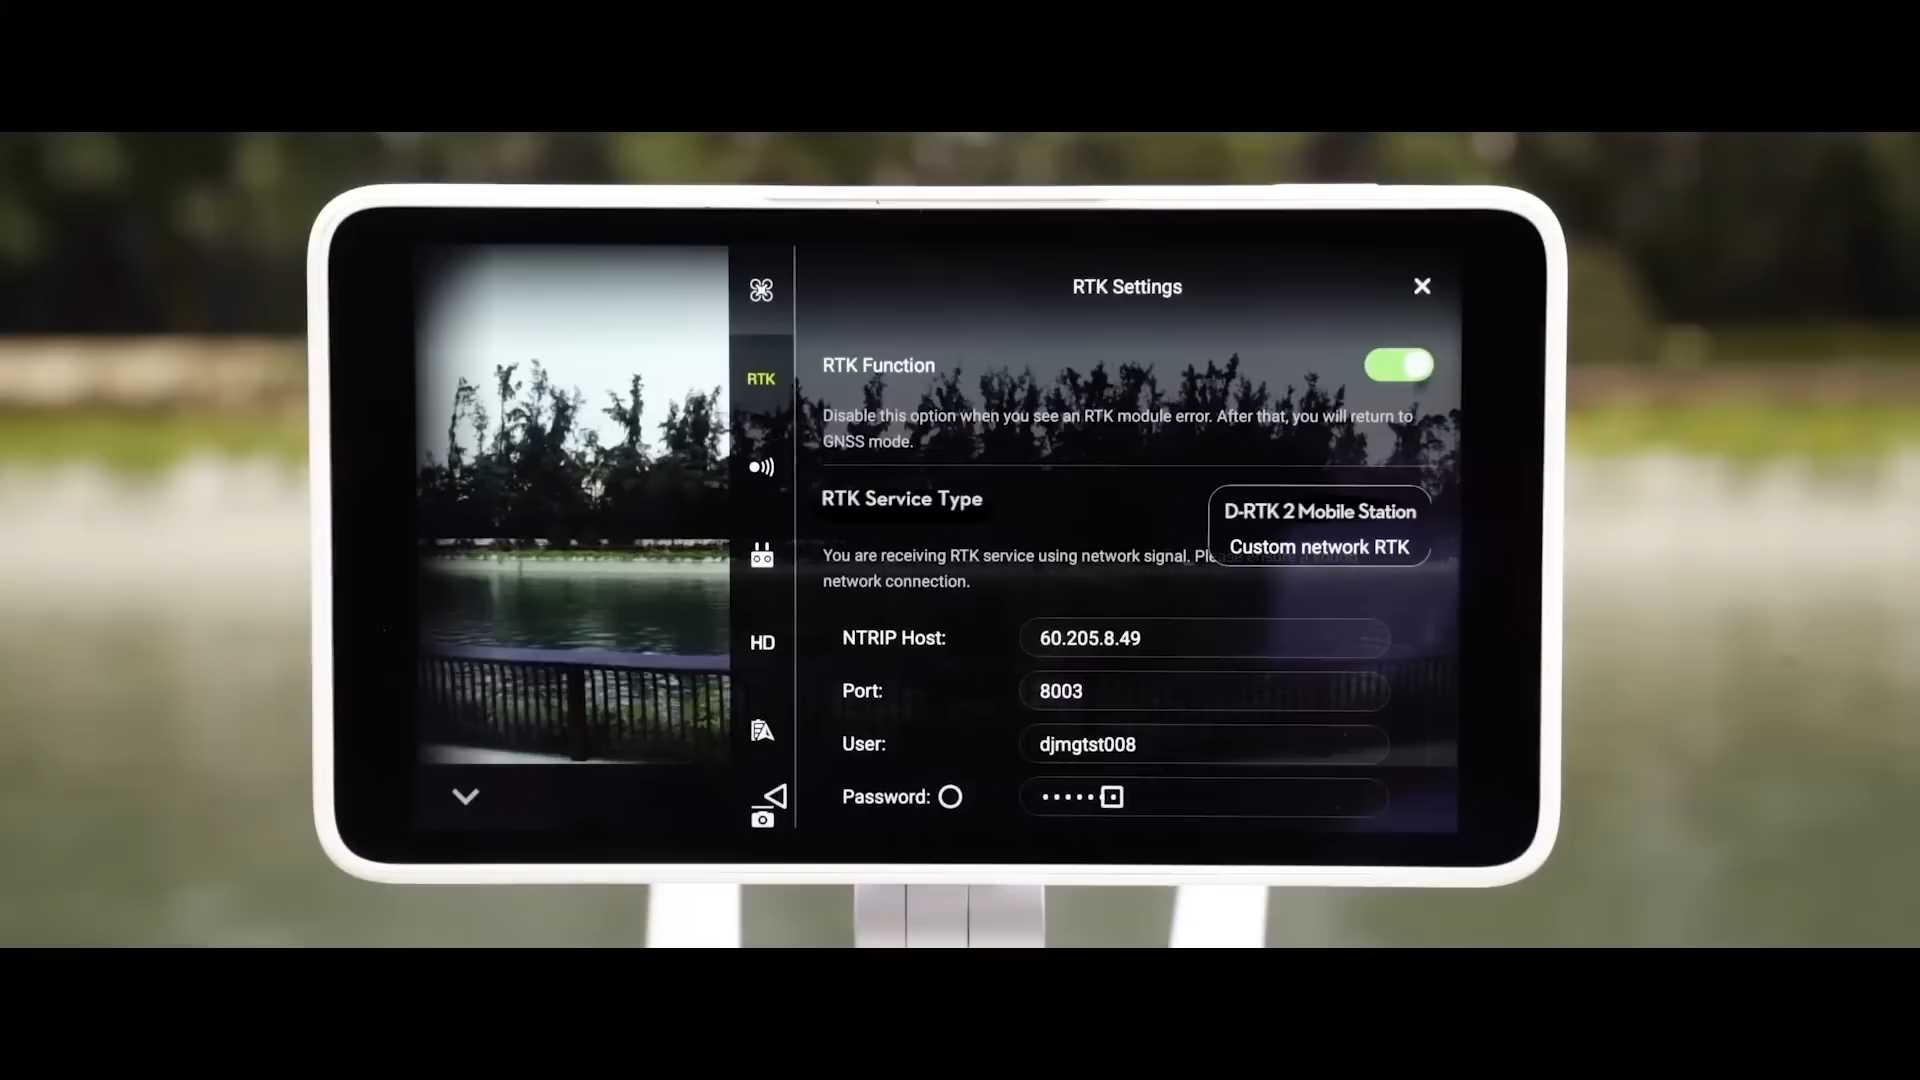 RTK Settings
RTK
RTK Function
Disable this option when you see an RTK module error. After that, you will return to
GNSS mode.
RTK Service Type
D-RTK 2 Mobile Station
Custom network RTK
You are receiving RTK service using network signal.
network connection.
HD
NTRIP Host: 60.205.8.49
Port: 8003
User: djmgtst008
Password: •••••